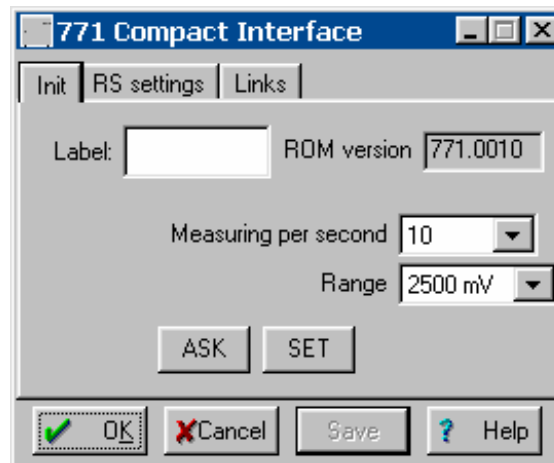 771 Compact Interface
Init RS settings Links
Label: ROM version 771.0010
Measuring per second 10
Range 2500 mV
ASK SET
OK Cancel Save ? Help